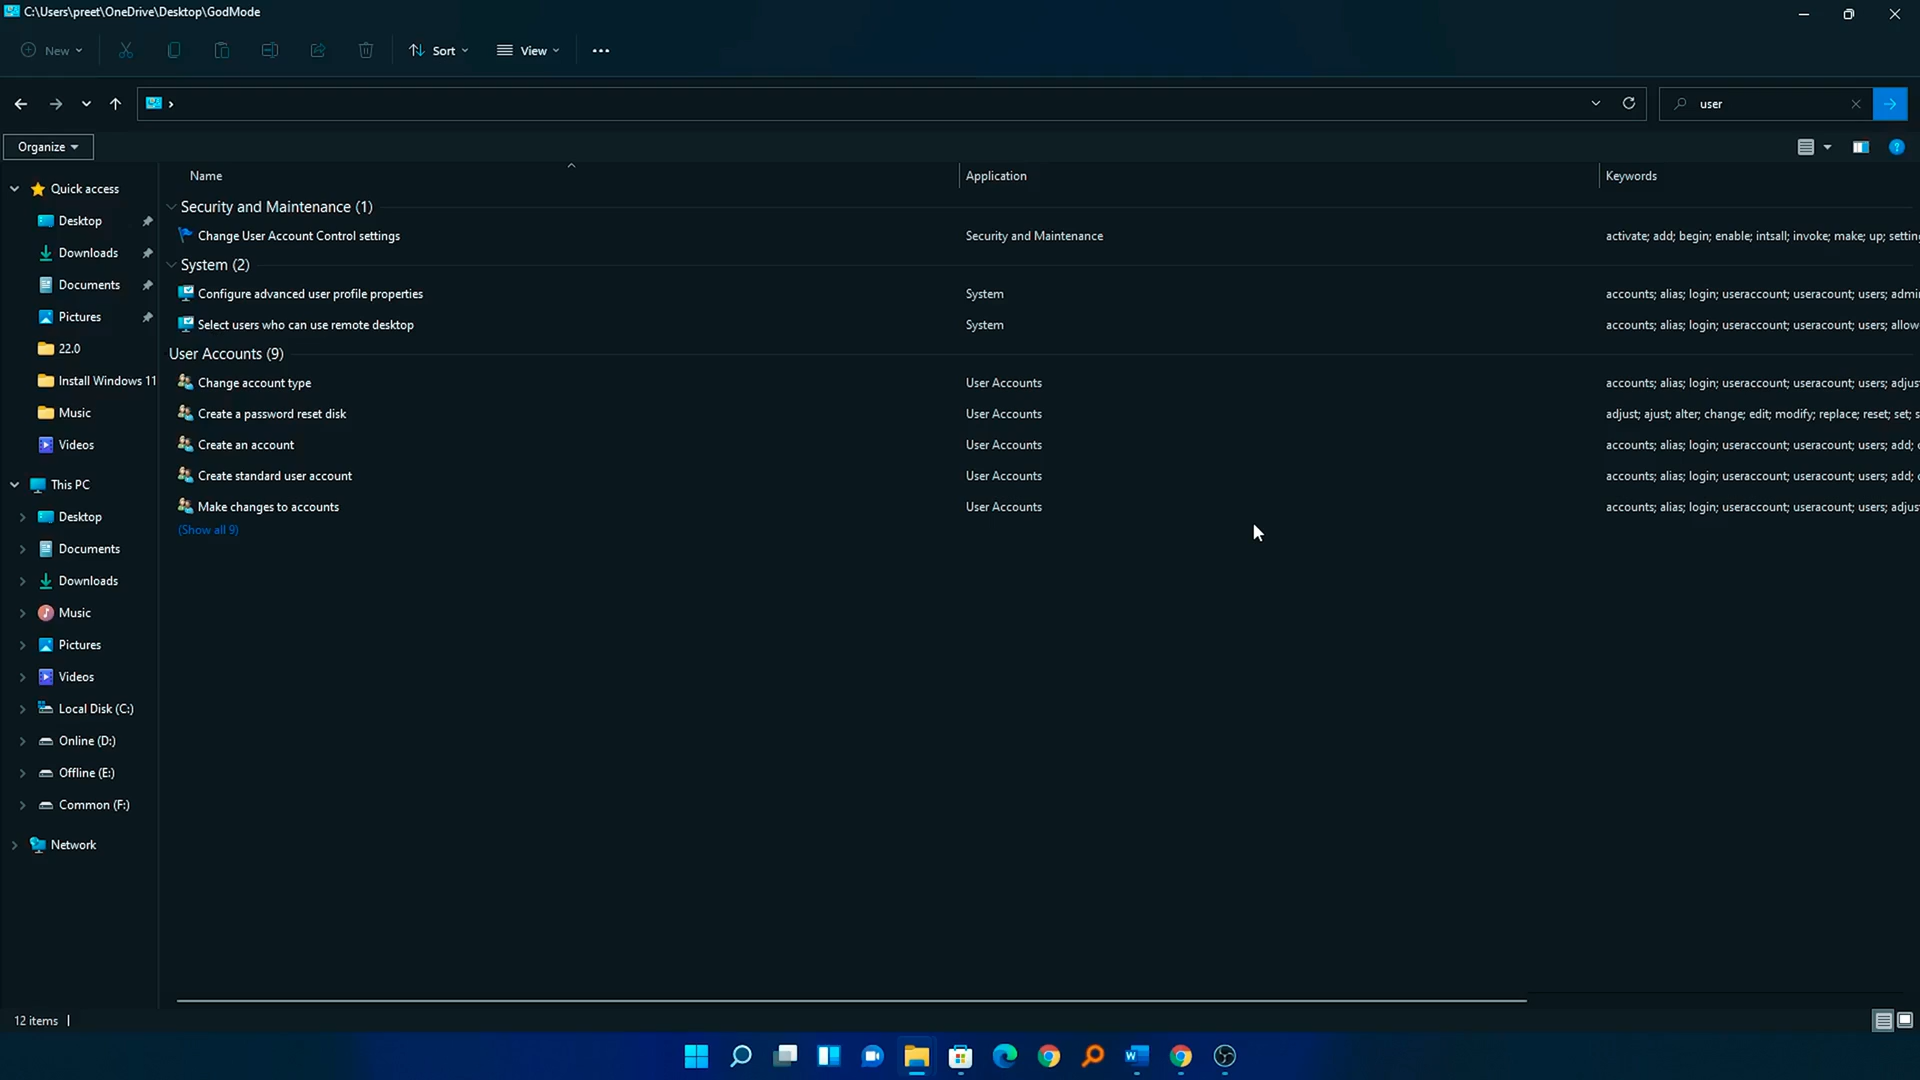 C:\Users\preet\OneDrive\Desktop\GodMode
New
Sort
View
user
Organize
Name
Application
Keywords
Quick access
Desktop
Downloads
Documents
Pictures
22.0
Install Windows 11
Music
Videos
This PC
Desktop
Documents
Downloads
Music
Pictures
Videos
Local Disk (C:)
Online (D:)
Offline (E:)
Common (F:)
Network
Security and Maintenance (1)
Change User Account Control settings Security and Maintenance activate; add; begin; enable; intsall; invoke; make; up; settin
System (2)
Configure advanced user profile properties System accounts; alias; login; useraccount; useracount; users; admi
Select users who can use remote desktop System accounts; alias; login; useraccount; useracount; users; allow
User Accounts (9)
Change account type User Accounts accounts; alias; login; useraccount; useracount; users; adjus
Create a password reset disk User Accounts adjust; ajust; alter; change; edit; modify; replace; reset; set; s
Create an account User Accounts accounts; alias; login; useraccount; useracount; users; add;
Create standard user account User Accounts accounts; alias; login; useraccount; useracount; users; add;
Make changes to accounts User Accounts accounts; alias; login; useraccount; useracount; users; adjus
(Show all 9)
12 items